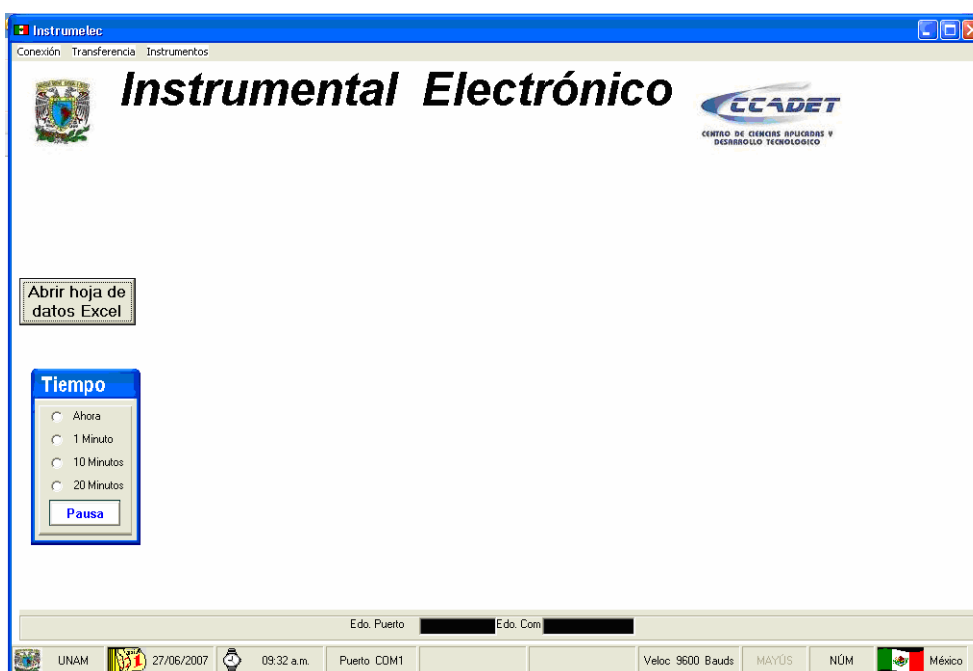 Instrumelec
Conexión Transferencia Instrumentos
Instrumental Electrónico
CCADET
CENTRO DE CIENCIAS APLICADAS Y
DESARROLLO TECNOLOGICO
Abrir hoja de
datos Excel
Tiempo
Ahora
1 Minuto
10 Minutos
20 Minutos
Pausa
Edo. Puerto Edo. Com
UNAM 27/06/2007 09:32 a.m. Puerto COM1 Veloc 9600 Bauds MAYÚS NÚM México